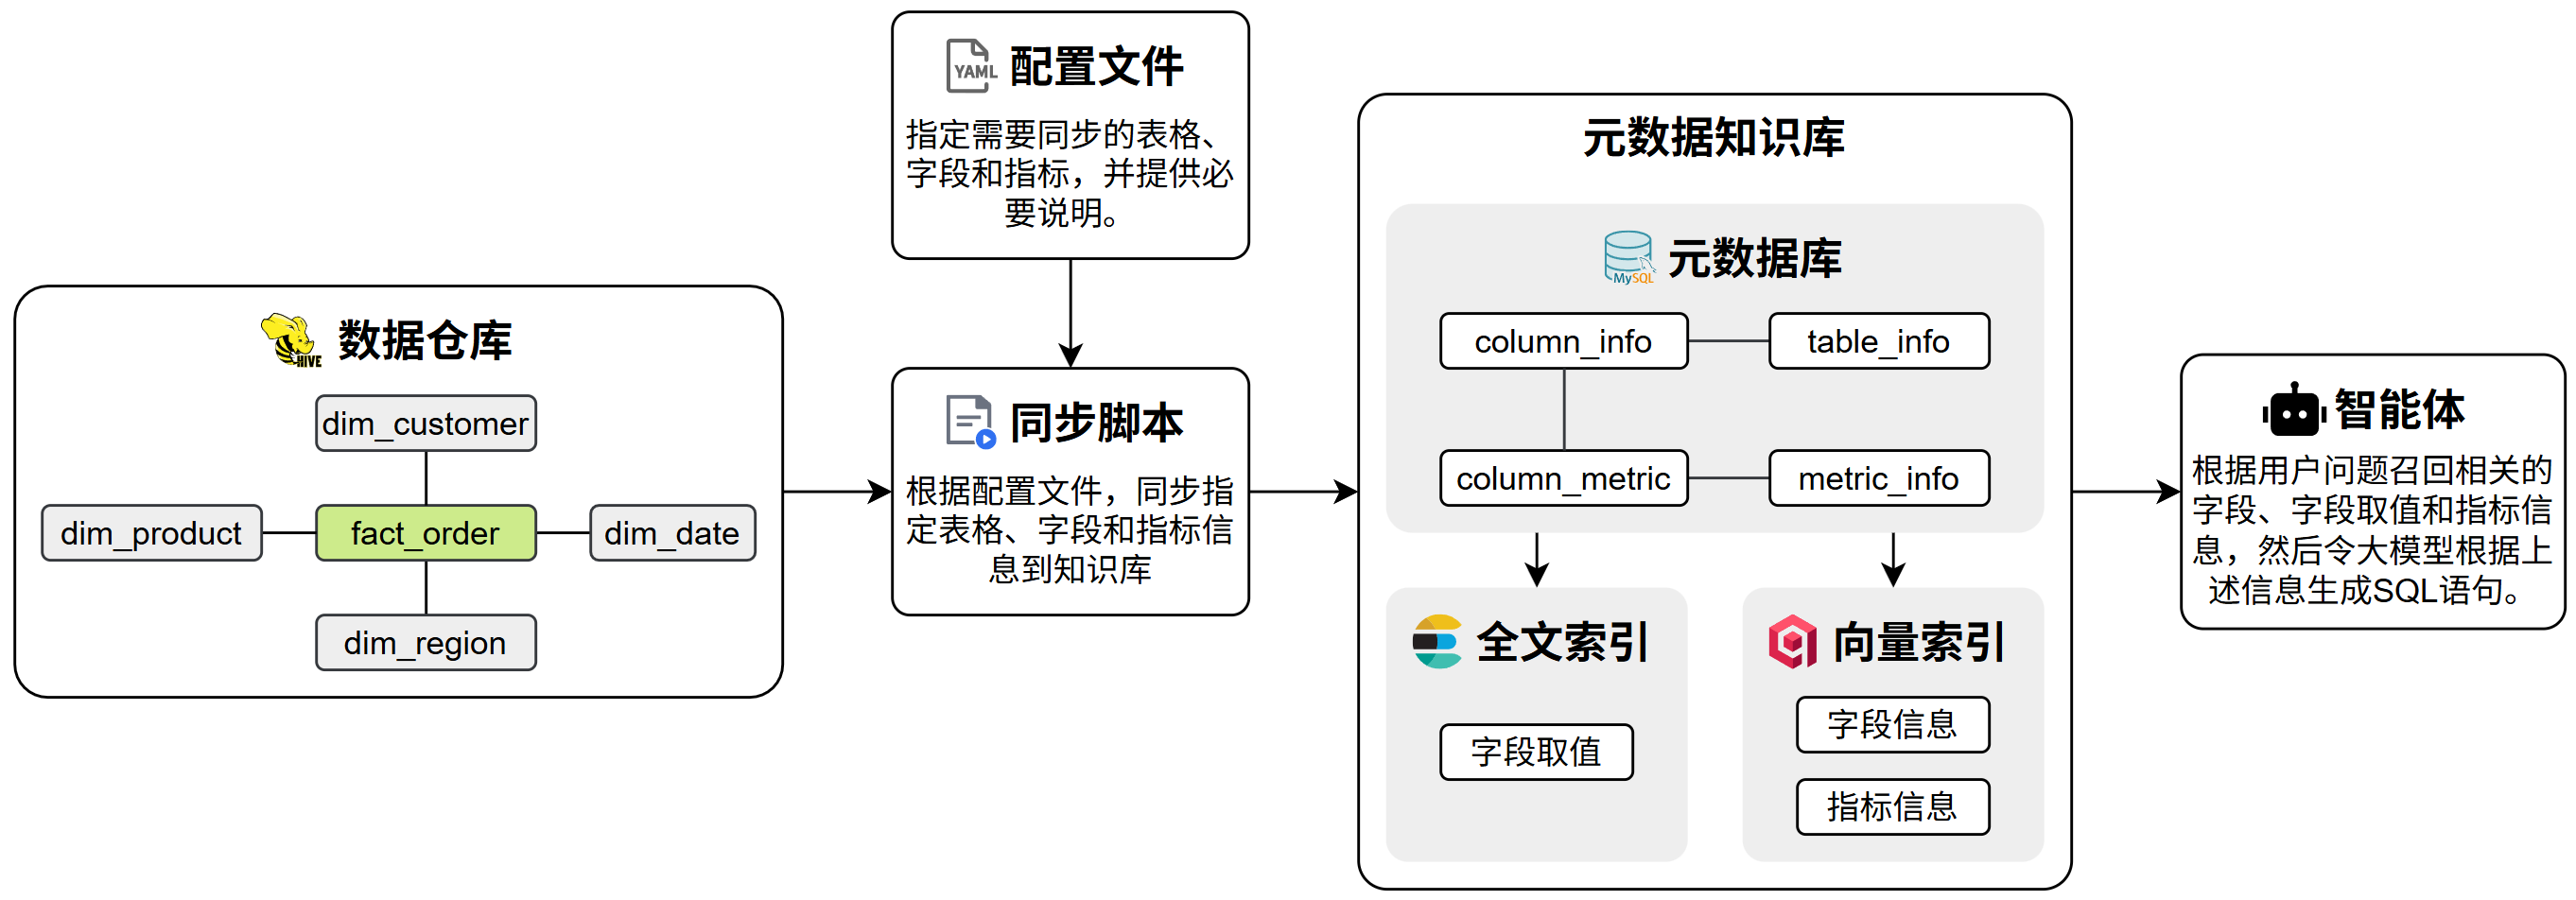 YAML 配置文件
指定需要同步的表格、
字段和指标，并提供必
要说明。
HIVE 数据仓库
dim_customer
dim_product
fact_order
dim_date
dim_region
同步脚本
根据配置文件，同步指
定表格、字段和指标信
息到知识库
元数据知识库
MySQL 元数据库
column_info
table_info
column_metric
metric_info
全文索引
字段取值
向量索引
字段信息
指标信息
智能体
根据用户问题召回相关的
字段、字段取值和指标信
息，然后令大模型根据上
述信息生成SQL语句。